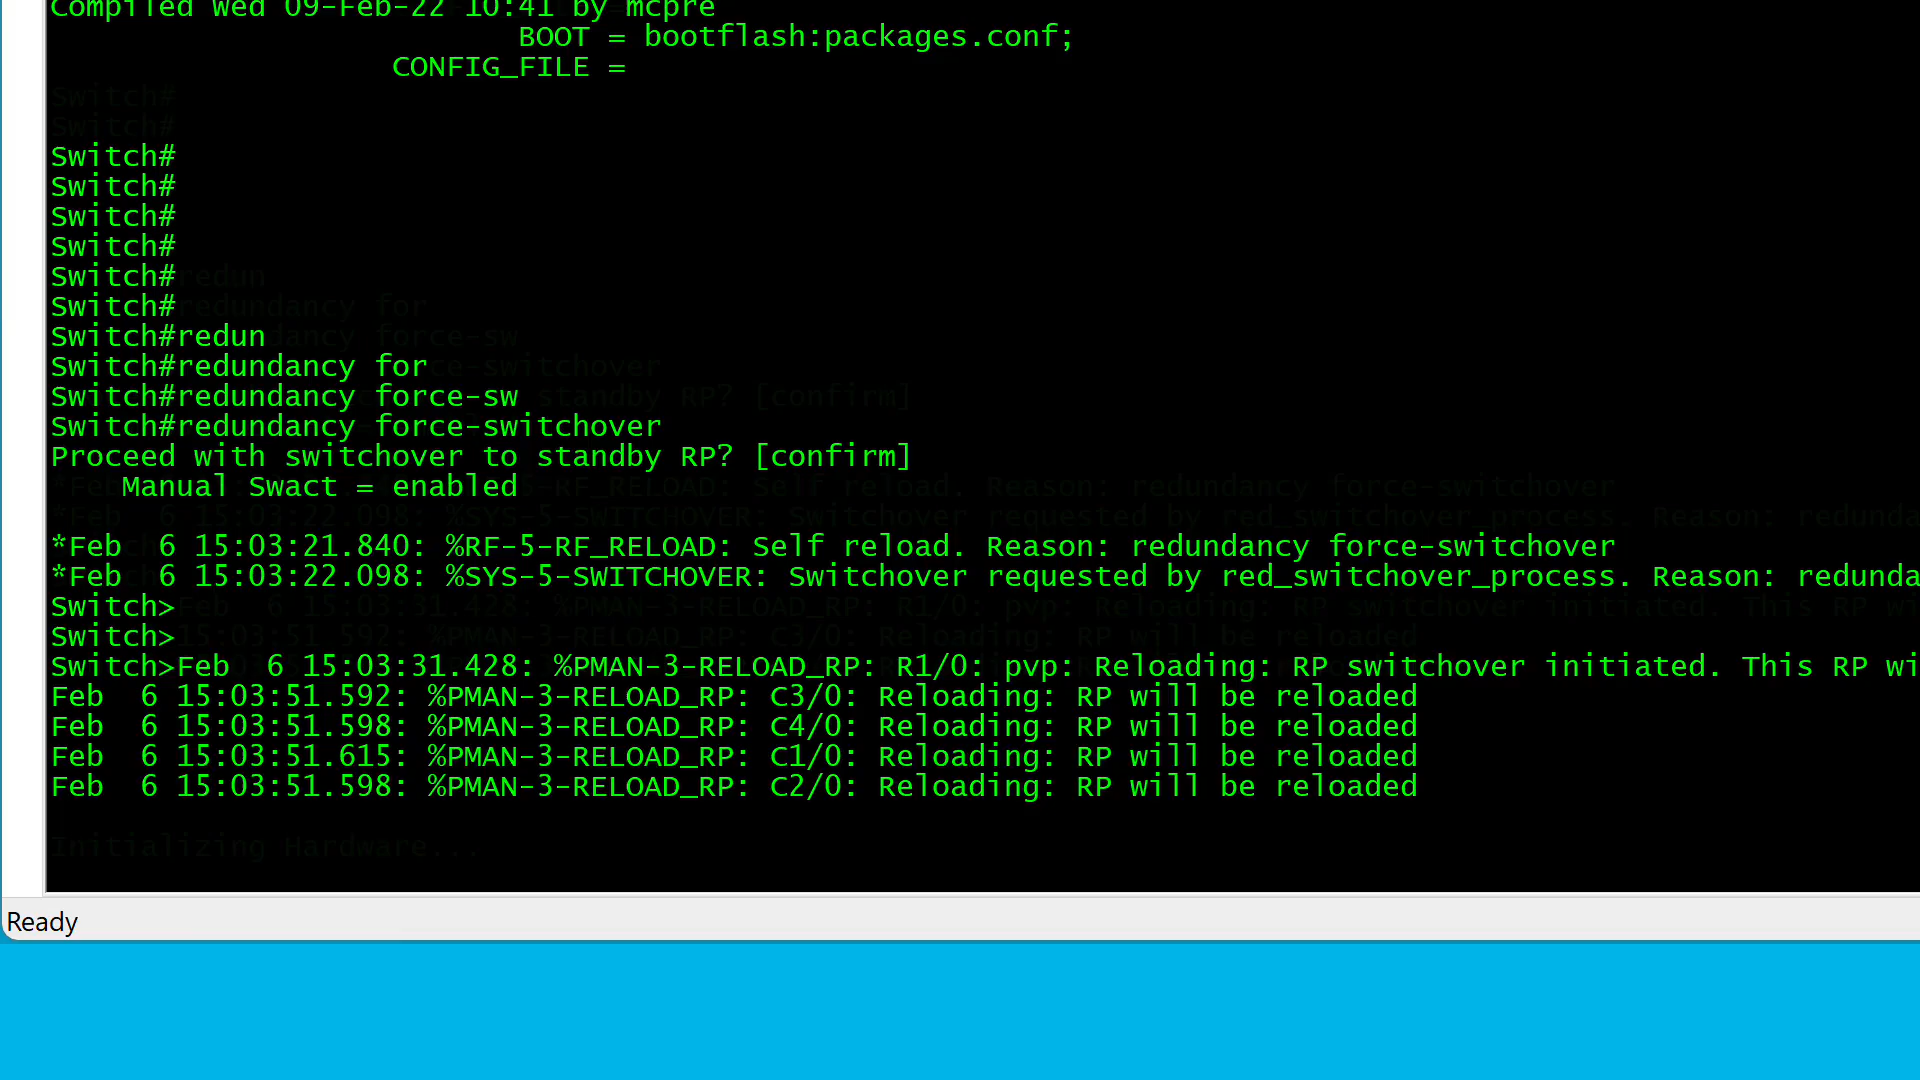 Compiled Wed 09-Feb-22 10:41 by mcpre
BOOT = bootflash:packages.conf;
CONFIG_FILE =
Switch#
Switch#
Switch#
Switch#
Switch#
Switch#
Switch#
Switch#
Switch#redun
Switch#redundancy for
Switch#redundancy force-sw
Switch#redundancy force-switchover
Proceed with switchover to standby RP? [confirm]
Manual Swact = enabled
*Feb  6 15:03:21.840: %RF-5-RF_RELOAD: Self reload. Reason: redundancy force-switchover
*Feb  6 15:03:22.098: %SYS-5-SWITCHOVER: Switchover requested by red_switchover_process. Reason: redunda
Switch>
Switch>
Switch>Feb  6 15:03:31.428: %PMAN-3-RELOAD_RP: R1/0: pvp: Reloading: RP switchover initiated. This RP wi
Feb  6 15:03:51.592: %PMAN-3-RELOAD_RP: C3/0: Reloading: RP will be reloaded
Feb  6 15:03:51.598: %PMAN-3-RELOAD_RP: C4/0: Reloading: RP will be reloaded
Feb  6 15:03:51.615: %PMAN-3-RELOAD_RP: C1/0: Reloading: RP will be reloaded
Feb  6 15:03:51.598: %PMAN-3-RELOAD_RP: C2/0: Reloading: RP will be reloaded
Initializing Hardware...
Ready